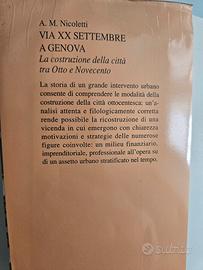 A. M. Nicoletti
VIA XX SETTEMBRE
A GENOVA
La costruzione della città
tra Otto e Novecento
La storia di un grande intervento urbano
consente di comprendere le modalità della
costruzione della città ottocentesca: un'a-
nalisi attenta e filologicamente corretta
rende possibile la ricostruzione di una
vicenda in cui emergono con chiarezza
motivazioni e strategie delle numerose
figure coinvolte: un milieu finanziario,
imprenditoriale, professionale all'opera su
di un assetto urbano stratificato nel tempo.
subito